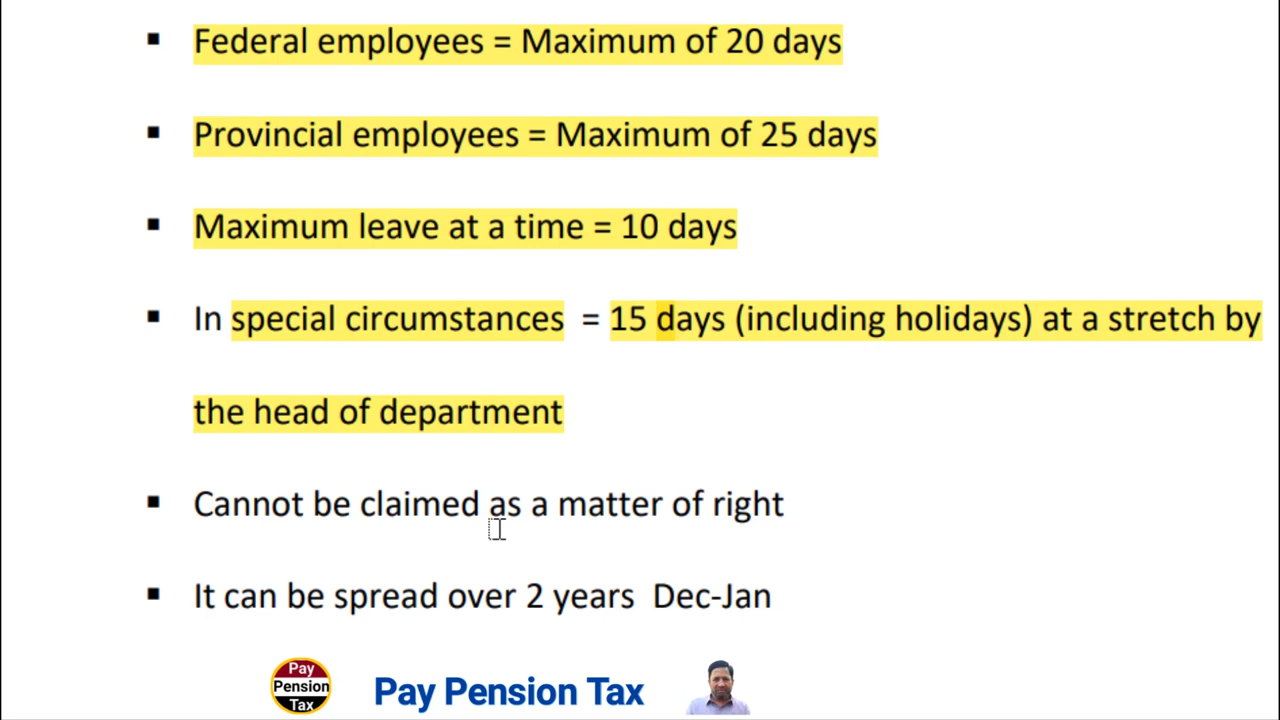 ▪ Federal employees = Maximum of 20 days
▪ Provincial employees = Maximum of 25 days
▪ Maximum leave at a time = 10 days
▪ In special circumstances = 15 days (including holidays) at a stretch by
the head of department
▪ Cannot be claimed as a matter of right
▪ It can be spread over 2 years Dec-Jan
Pay
Pension
Tax
Pay Pension Tax